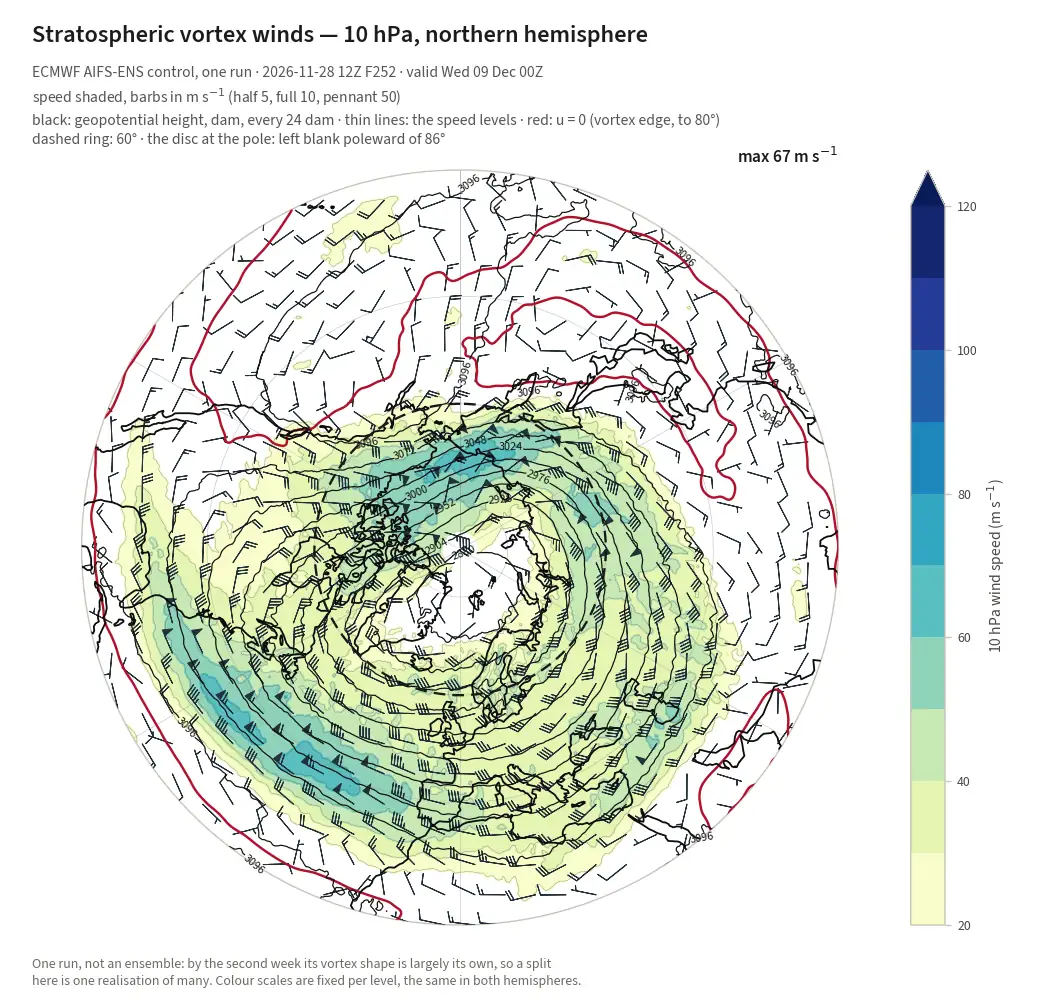 Stratospheric vortex winds — 10 hPa, northern hemisphere
ECMWF AIFS-ENS control, one run · 2026-11-28 12Z F252 · valid Wed 09 Dec 00Z
speed shaded, barbs in m s⁻¹ (half 5, full 10, pennant 50)
black: geopotential height, dam, every 24 dam · thin lines: the speed levels · red: u = 0 (vortex edge, to 80°)
dashed ring: 60° · the disc at the pole: left blank poleward of 86°
max 67 m s⁻¹
120
100
80
60
40
20
10 hPa wind speed (m s⁻¹)
3096
3096
3096
3096
3096
3096
3048
3024
2976
3000
2952
3096
3096
3096
One run, not an ensemble: by the second week its vortex shape is largely its own, so a split
here is one realisation of many. Colour scales are fixed per level, the same in both hemispheres.